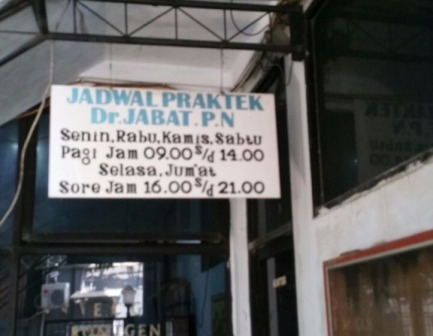 JADWAL PRAKTEK
Dr.JABAT.P.N
Senin,Rabu,Kamis,Sabtu
Pagi Jam 09.00 s/d 14.00
Selasa,Jum'at
Sore Jam 16.00 s/d 21.00